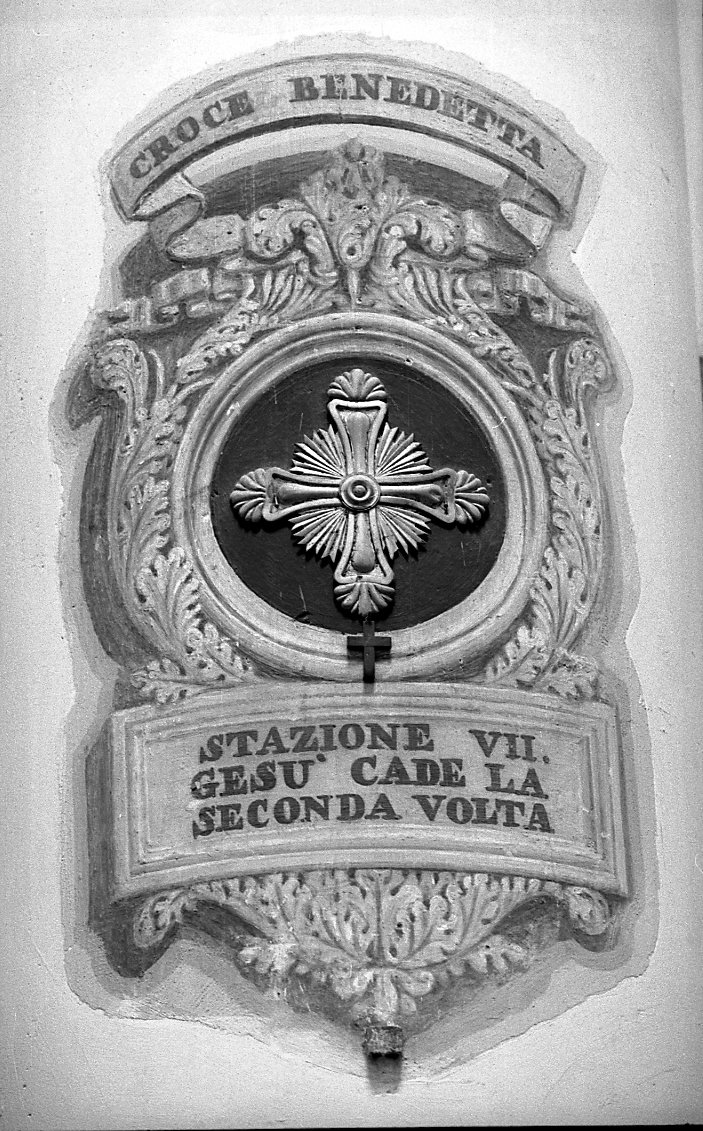 CROCE BENEDETTA
STAZIONE VII.
GESU' CADE LA
SECONDA VOLTA